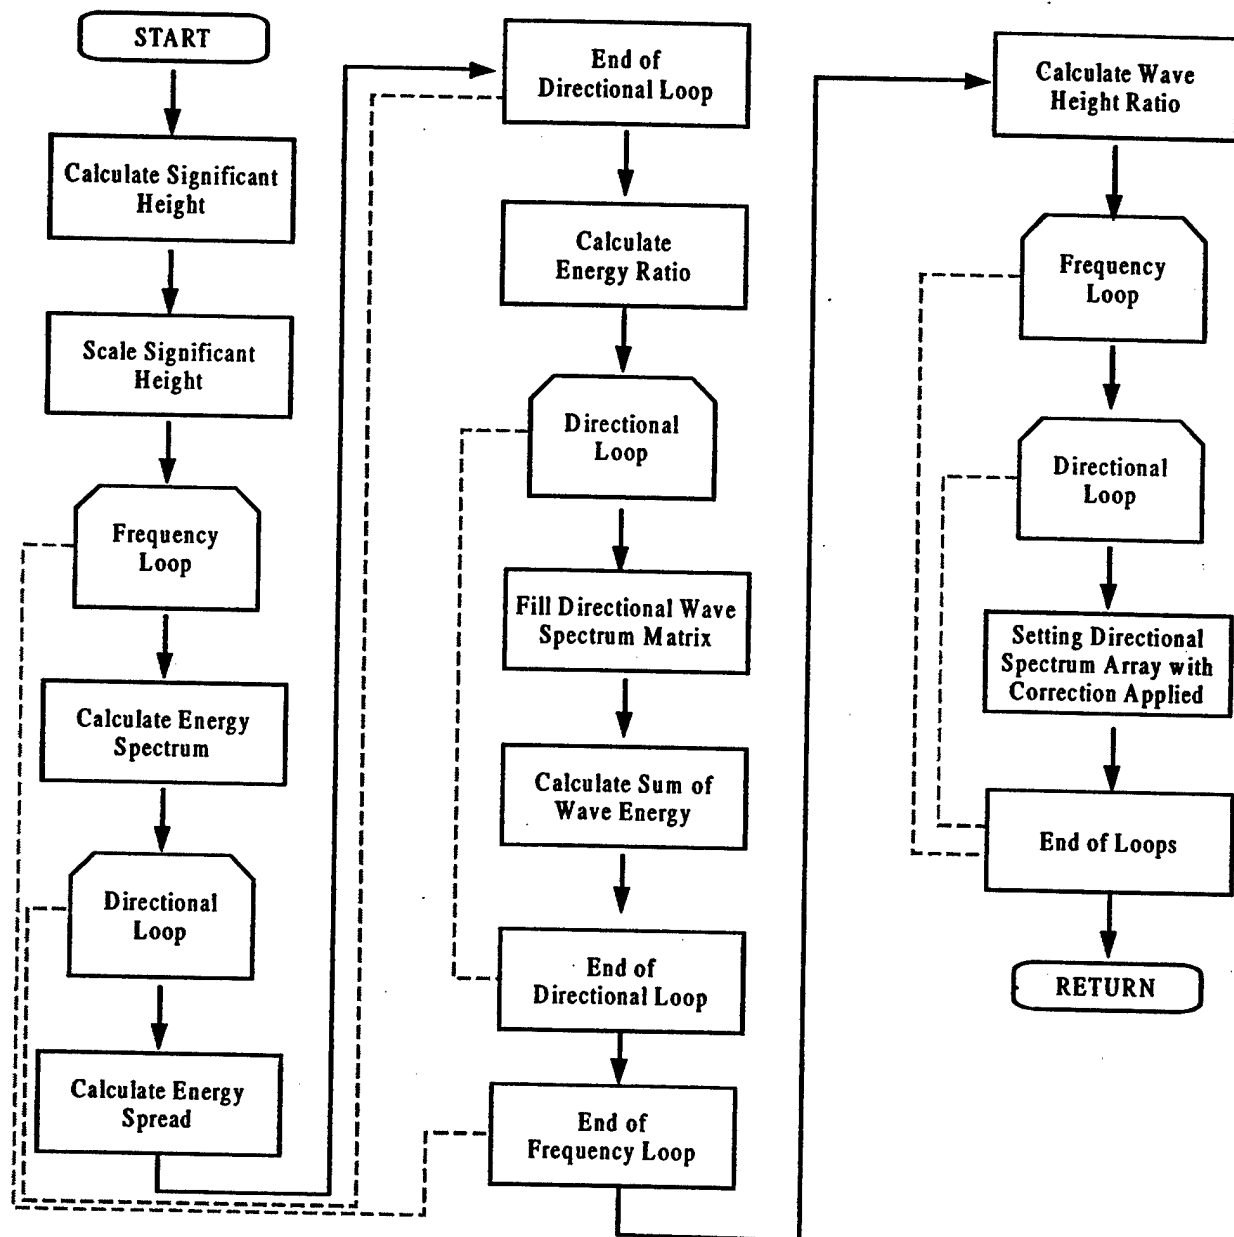 START
Calculate Significant
Height
Scale Significant
Height
Frequency
Loop
Calculate Energy
Spectrum
Directional
Loop
Calculate Energy
Spread
End of
Directional Loop
Calculate
Energy Ratio
Directional
Loop
Fill Directional Wave
Spectrum Matrix
Calculate Sum of
Wave Energy
End of
Directional Loop
End of
Frequency Loop
Calculate Wave
Height Ratio
Frequency
Loop
Directional
Loop
Setting Directional
Spectrum Array with
Correction Applied
End of Loops
RETURN